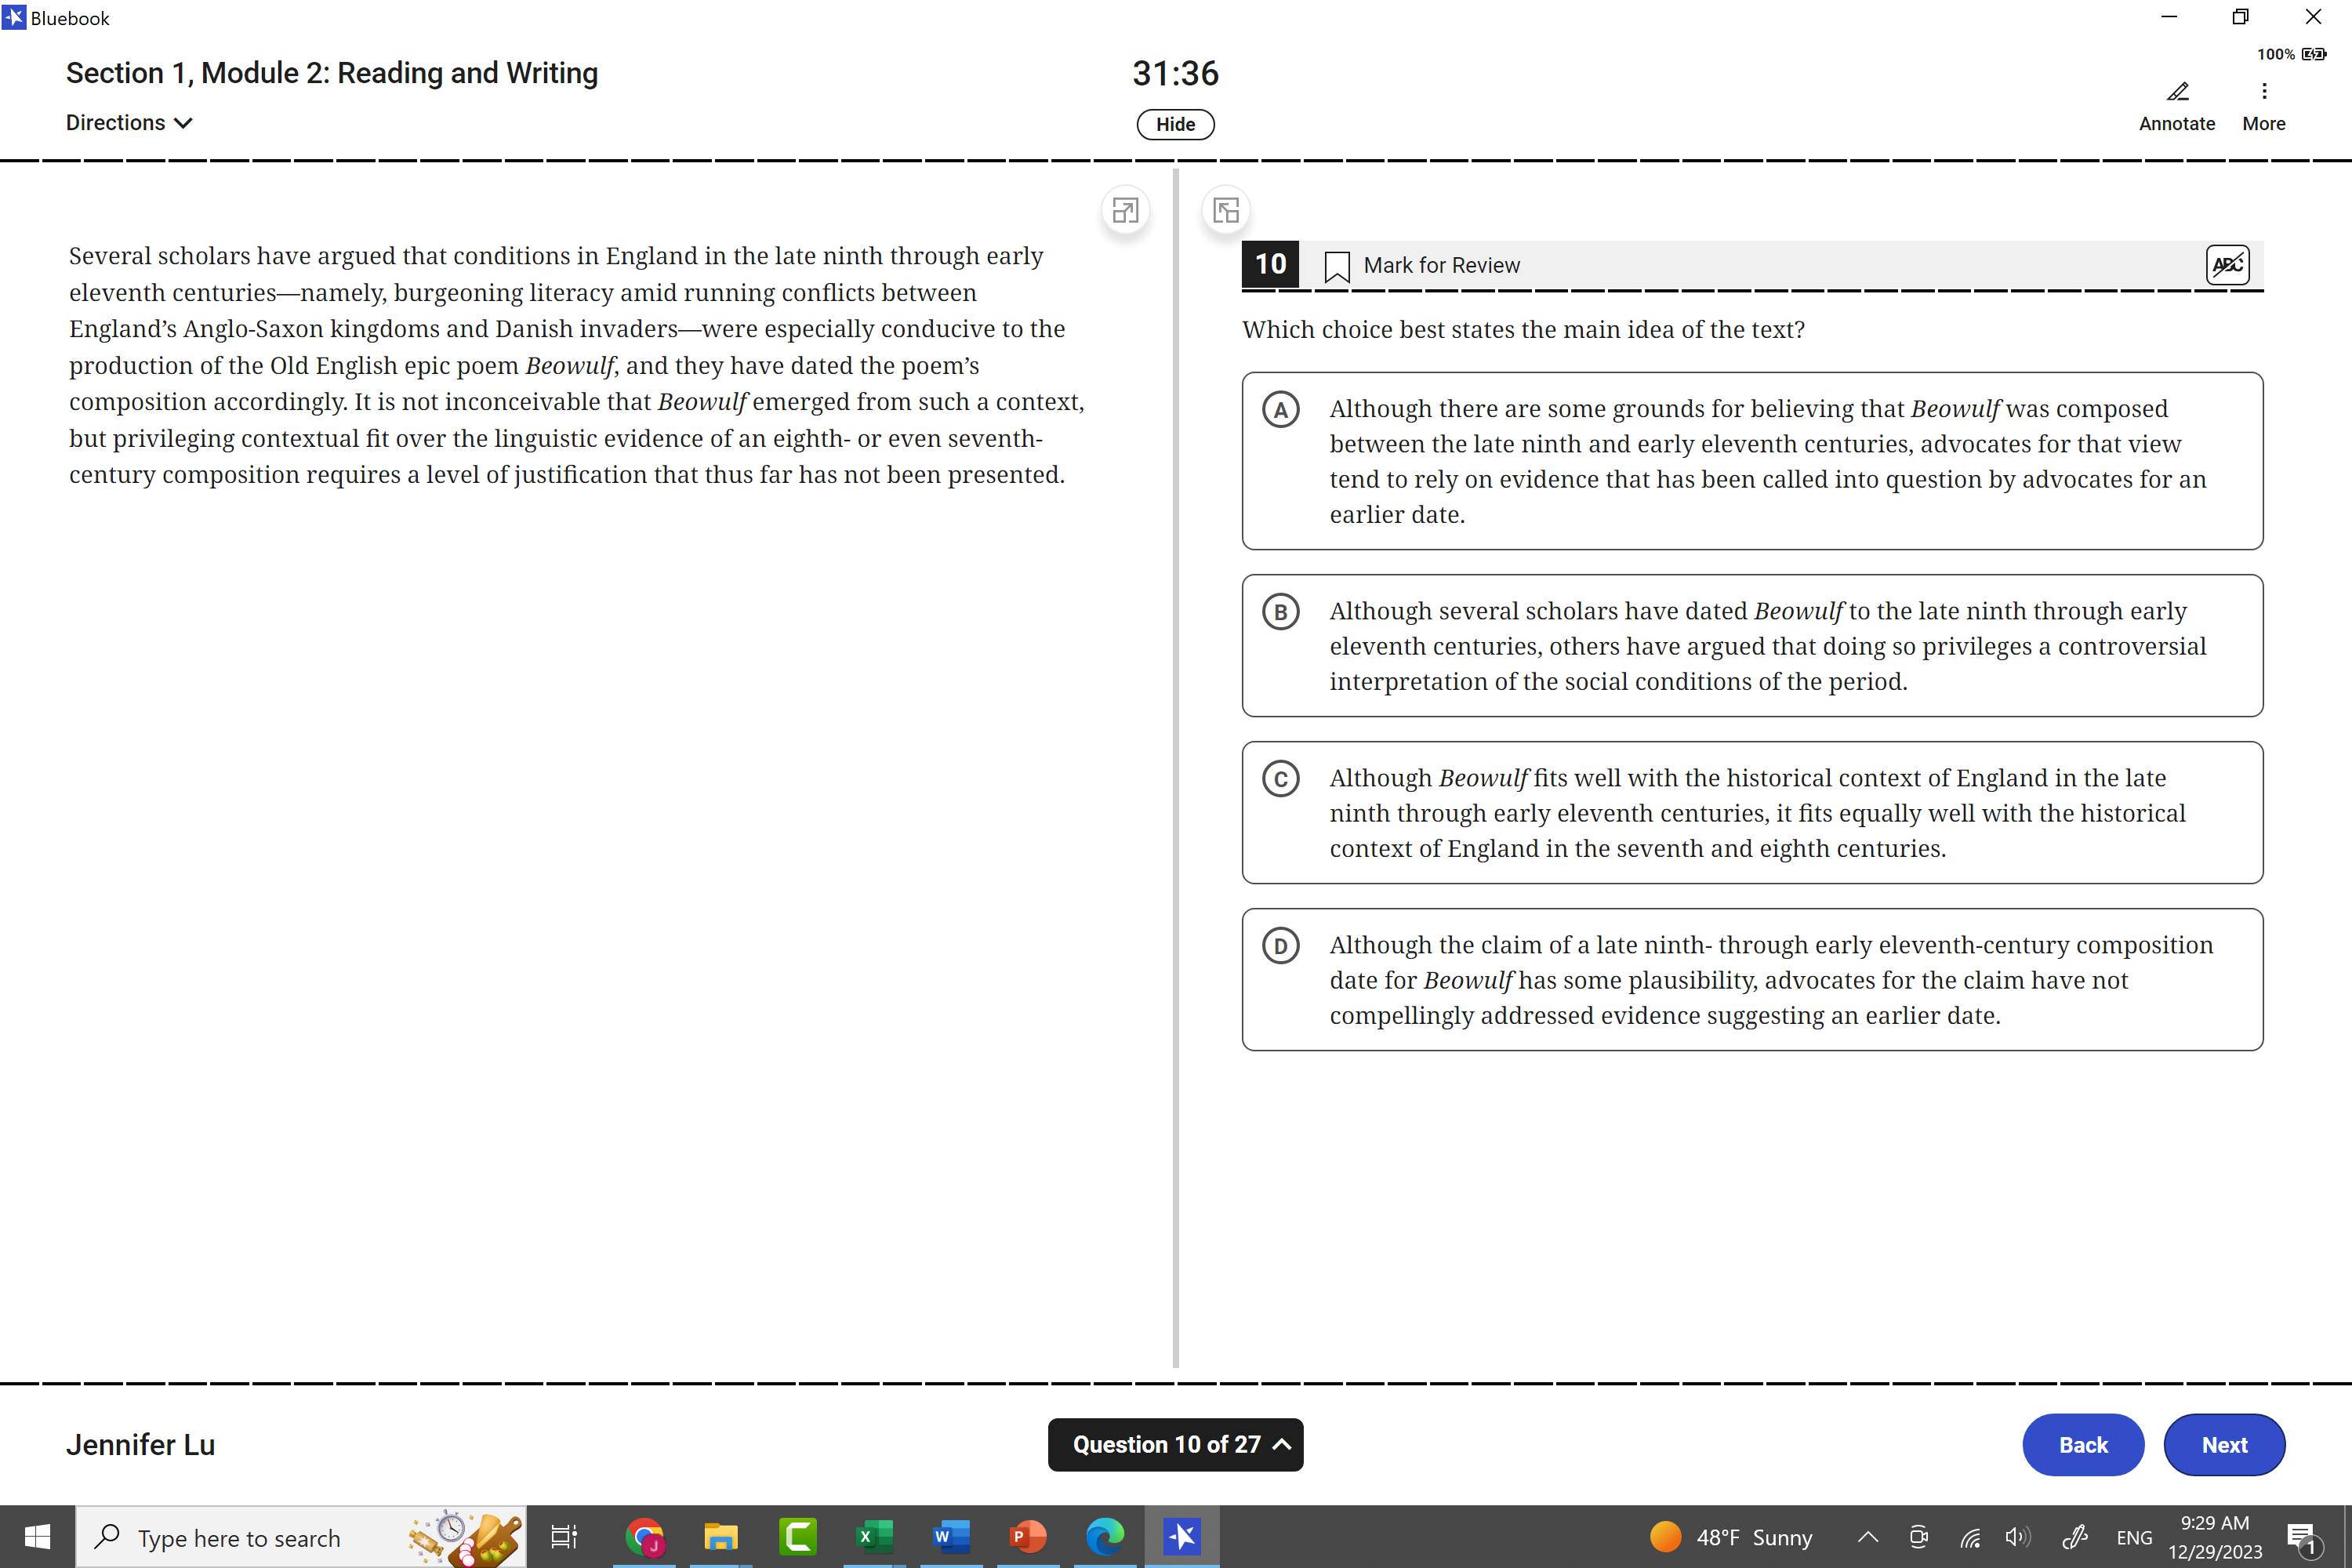 Bluebook
100%
Section 1, Module 2: Reading and Writing
31:36
Directions
Hide
Annotate
More
Several scholars have argued that conditions in England in the late ninth through early
eleventh centuries—namely, burgeoning literacy amid running conflicts between
England’s Anglo-Saxon kingdoms and Danish invaders—were especially conducive to the
production of the Old English epic poem Beowulf, and they have dated the poem’s
composition accordingly. It is not inconceivable that Beowulf emerged from such a context,
but privileging contextual fit over the linguistic evidence of an eighth- or even seventh-
century composition requires a level of justification that thus far has not been presented.
10
Mark for Review
ABC
Which choice best states the main idea of the text?
A
Although there are some grounds for believing that Beowulf was composed
between the late ninth and early eleventh centuries, advocates for that view
tend to rely on evidence that has been called into question by advocates for an
earlier date.
B
Although several scholars have dated Beowulf to the late ninth through early
eleventh centuries, others have argued that doing so privileges a controversial
interpretation of the social conditions of the period.
C
Although Beowulf fits well with the historical context of England in the late
ninth through early eleventh centuries, it fits equally well with the historical
context of England in the seventh and eighth centuries.
D
Although the claim of a late ninth- through early eleventh-century composition
date for Beowulf has some plausibility, advocates for the claim have not
compellingly addressed evidence suggesting an earlier date.
Jennifer Lu
Question 10 of 27
Back
Next
Type here to search
J
X
W
P
48°F Sunny
ENG
9:29 AM
12/29/2023
1